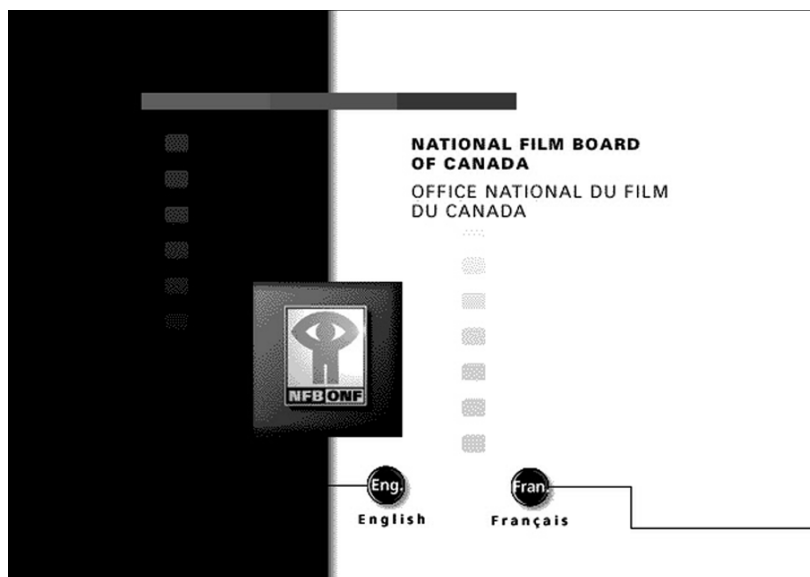 NATIONAL FILM BOARD
OF CANADA
OFFICE NATIONAL DU FILM
DU CANADA
NFB ONF
Eng.
English
Fran.
Français